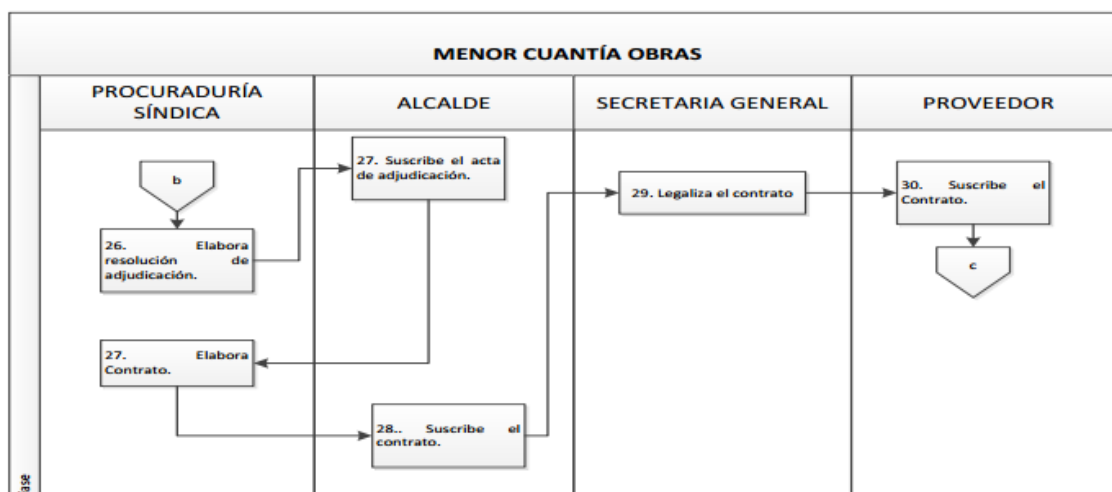 MENOR CUANTÍA OBRAS
PROCURADURÍA
SÍNDICA
ALCALDE
SECRETARIA GENERAL
PROVEEDOR
b
26. Elabora
resolución de
adjudicación.
27. Suscribe el acta
de adjudicación.
27. Elabora
Contrato.
28.. Suscribe el
contrato.
29. Legaliza el contrato
30. Suscribe el
Contrato.
c